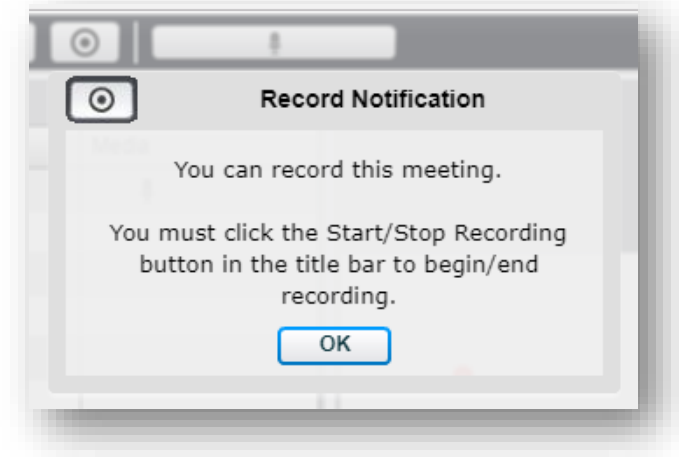 Record Notification
Media
You can record this meeting.
You must click the Start/Stop Recording
button in the title bar to begin/end
recording.
OK